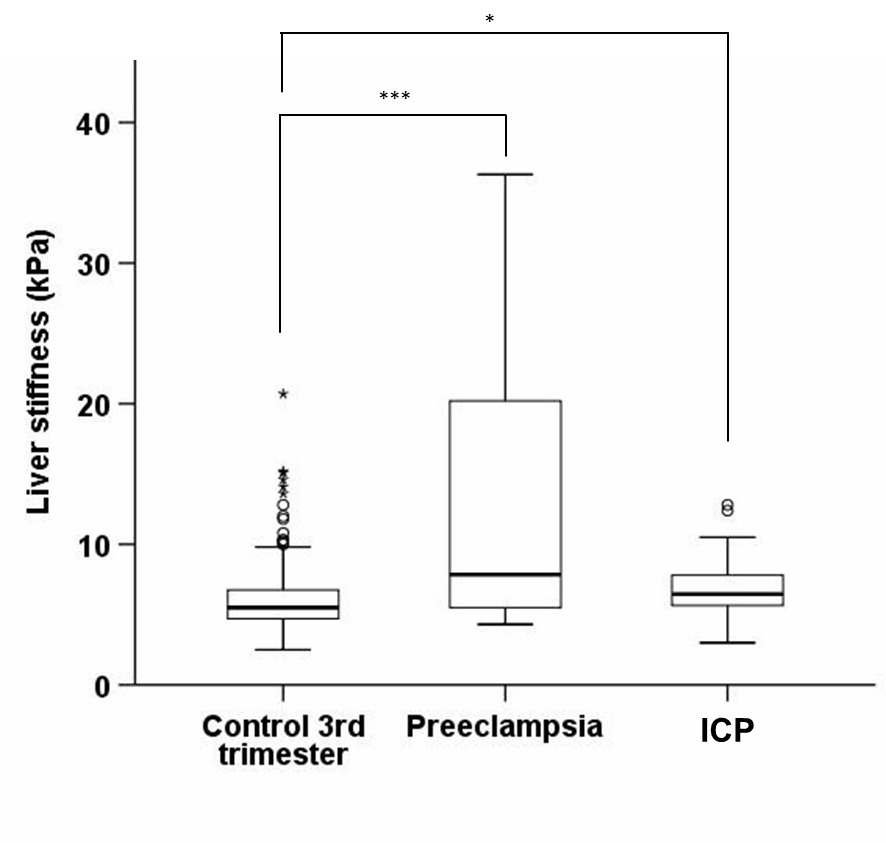 *
***
Liver stiffness (kPa)
40
30
20
10
0
Control 3rd
trimester
Preeclampsia
ICP